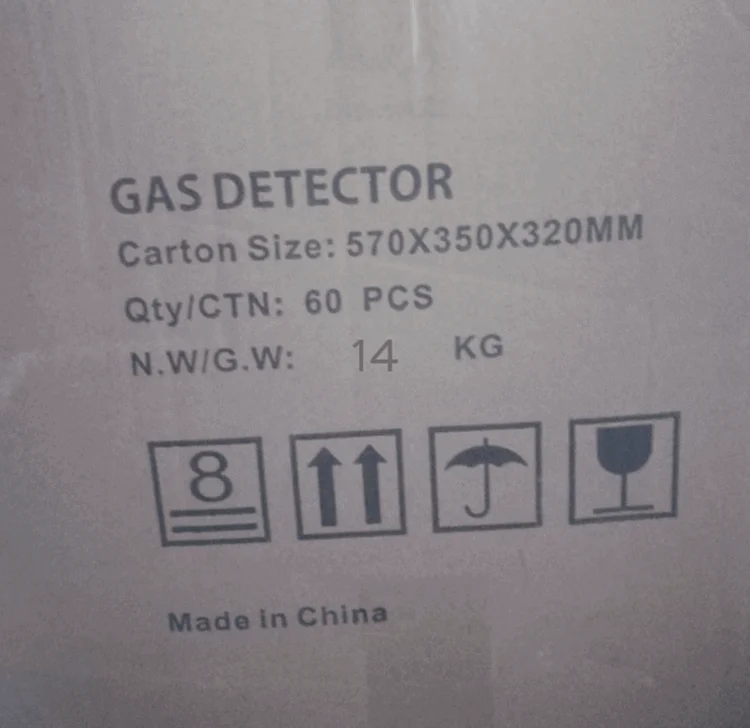 GAS DETECTOR
Carton Size: 570X350X320MM
Qty/CTN: 60 PCS
N.W/G.W: 14 KG
8
Made in China